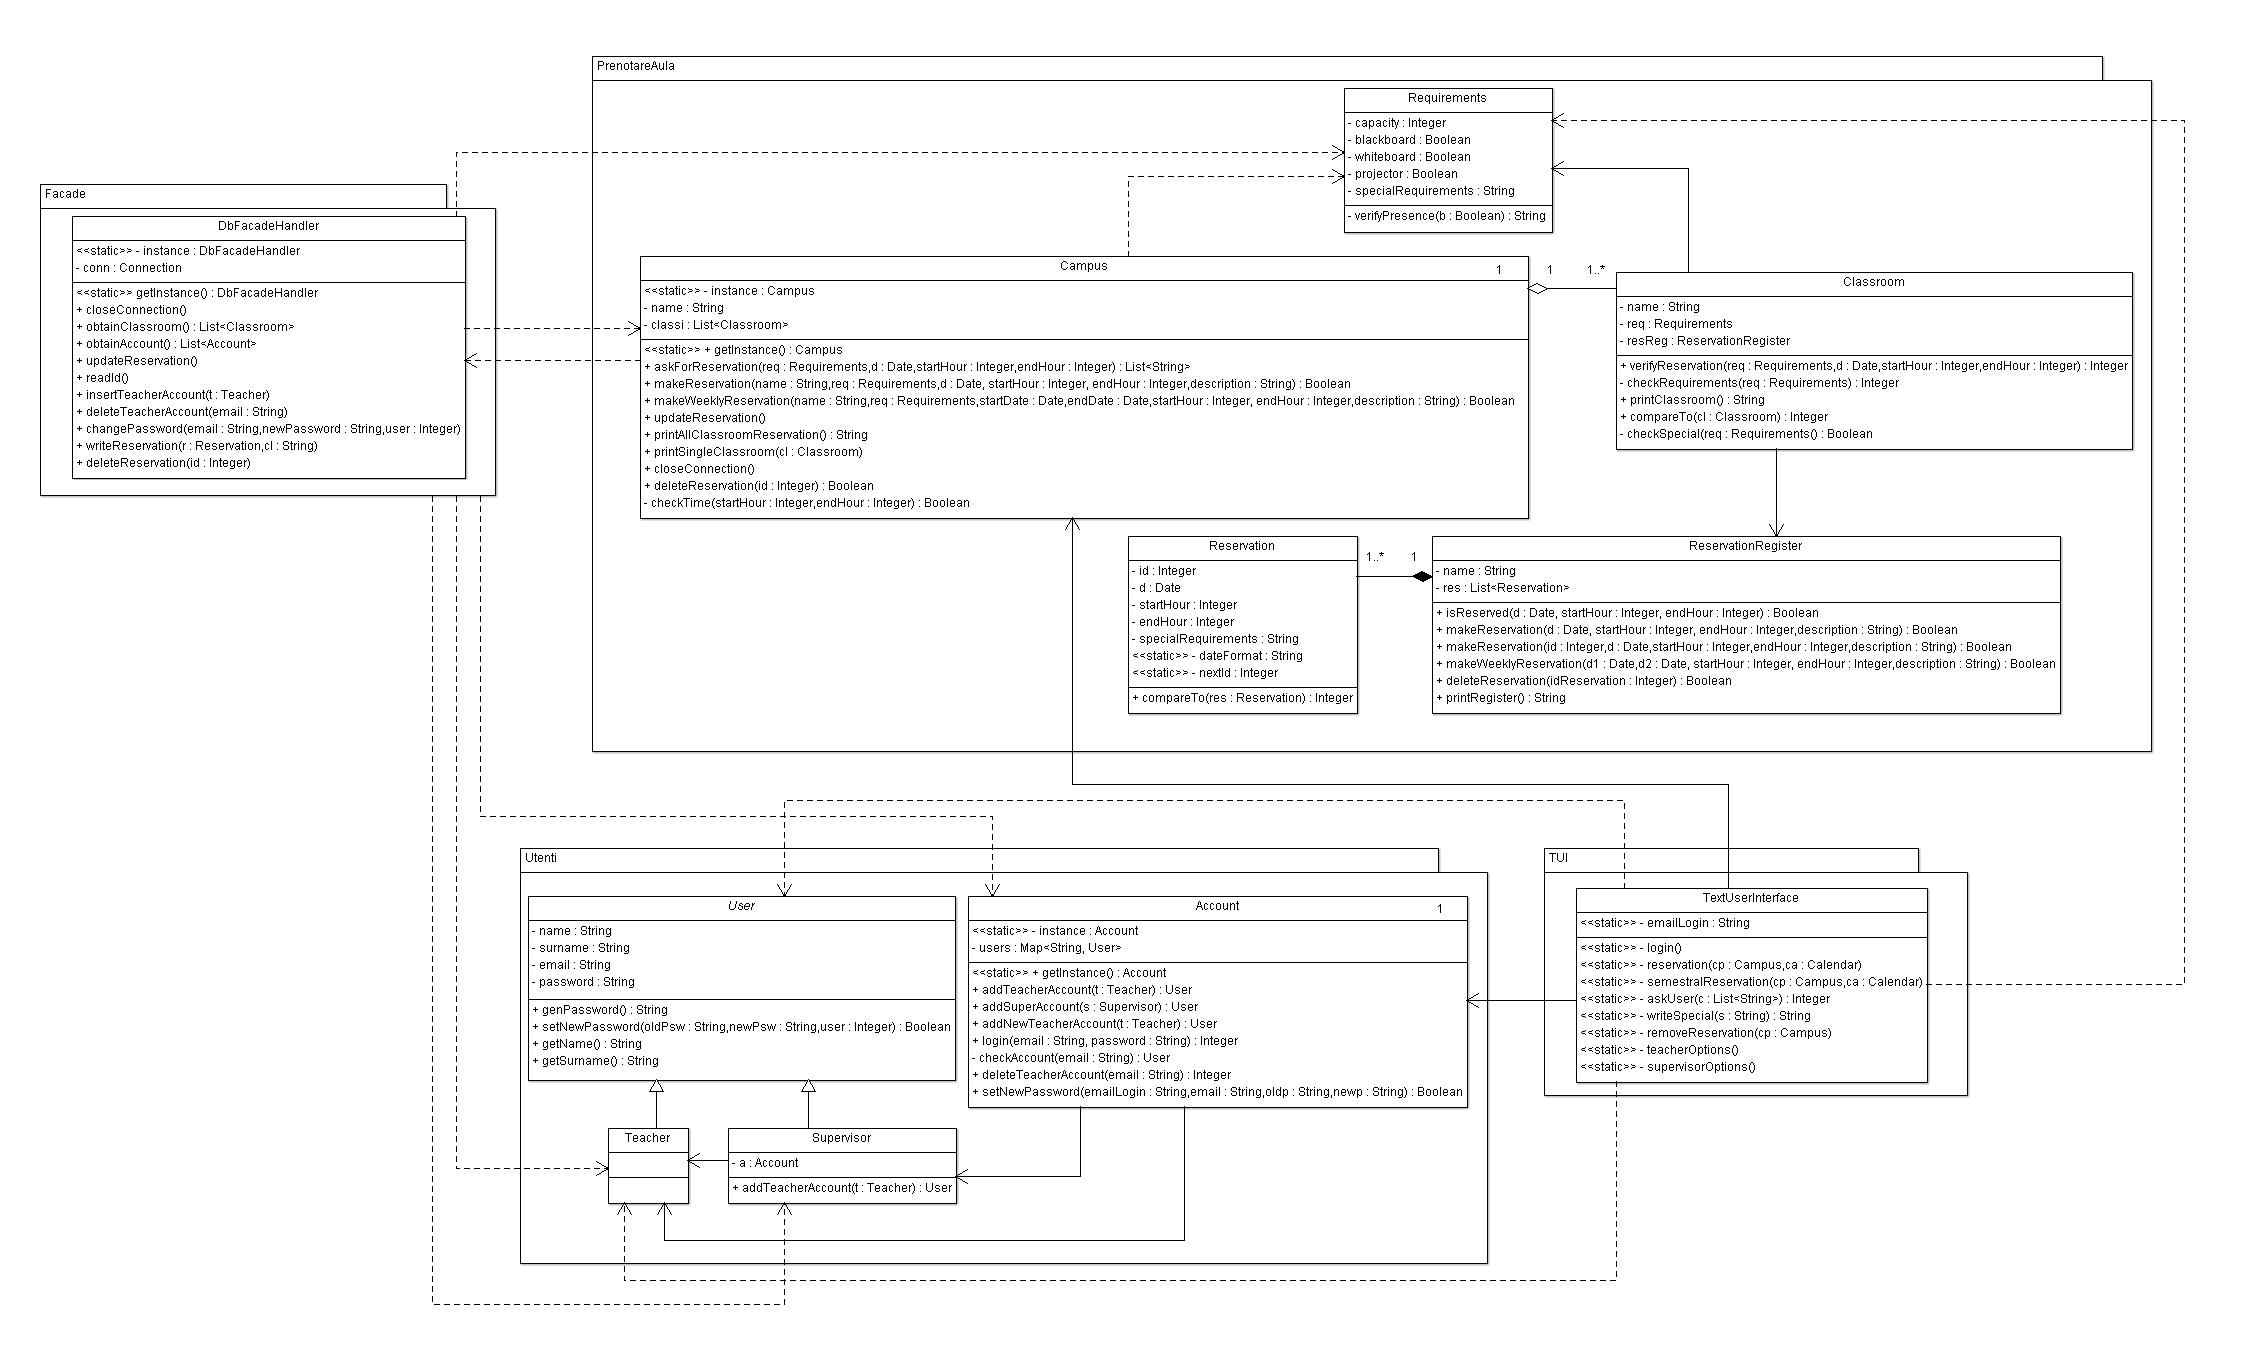 PrenotareAula
Requirements
- capacity : Integer
- blackboard : Boolean
- whiteboard : Boolean
- projector : Boolean
- specialRequirements : String
- verifyPresence(b : Boolean) : String
Facade
DbFacadeHandler
<<static>> - instance : DbFacadeHandler
- conn : Connection
<<static>> getInstance() : DbFacadeHandler
+ closeConnection()
+ obtainClassroom() : List<Classroom>
+ obtainAccount() : List<Account>
+ updateReservation()
+ readId()
+ insertTeacherAccount(t : Teacher)
+ deleteTeacherAccount(email : String)
+ changePassword(email : String,newPassword : String,user : Integer)
+ writeReservation(r : Reservation,cl : String)
+ deleteReservation(id : Integer)
Campus
1
<<static>> - instance : Campus
- name : String
- classi : List<Classroom>
<<static>> + getInstance() : Campus
+ askForReservation(req : Requirements,d : Date,startHour : Integer,endHour : Integer) : List<String>
+ makeReservation(name : String,req : Requirements,d : Date, startHour : Integer, endHour : Integer,description : String) : Boolean
+ makeWeeklyReservation(name : String,req : Requirements,startDate : Date,endDate : Date,startHour : Integer, endHour : Integer,description : String) : Boolean
+ updateReservation()
+ printAllClassroomReservation() : String
+ printSingleClassroom(cl : Classroom)
+ closeConnection()
+ deleteReservation(id : Integer) : Boolean
- checkTime(startHour : Integer,endHour : Integer) : Boolean
1
1..*
Classroom
- name : String
- req : Requirements
- resReg : ReservationRegister
+ verifyReservation(req : Requirements,d : Date,startHour : Integer,endHour : Integer) : Integer
- checkRequirements(req : Requirements) : Integer
+ printClassroom() : String
+ compareTo(cl : Classroom) : Integer
- checkSpecial(req : Requirements() : Boolean
Reservation
- id : Integer
- d : Date
- startHour : Integer
- endHour : Integer
- specialRequirements : String
<<static>> - dateFormat : String
<<static>> - nextId : Integer
+ compareTo(res : Reservation) : Integer
1..*
1
ReservationRegister
- name : String
- res : List<Reservation>
+ isReserved(d : Date, startHour : Integer, endHour : Integer) : Boolean
+ makeReservation(d : Date, startHour : Integer, endHour : Integer,description : String) : Boolean
+ makeReservation(id : Integer,d : Date,startHour : Integer,endHour : Integer,description : String) : Boolean
+ makeWeeklyReservation(d1 : Date,d2 : Date, startHour : Integer, endHour : Integer,description : String) : Boolean
+ deleteReservation(idReservation : Integer) : Boolean
+ printRegister() : String
Utenti
User
- name : String
- surname : String
- email : String
- password : String
+ genPassword() : String
+ setNewPassword(oldPsw : String,newPsw : String,user : Integer) : Boolean
+ getName() : String
+ getSurname() : String
Account
1
<<static>> - instance : Account
- users : Map<String, User>
<<static>> + getInstance() : Account
+ addTeacherAccount(t : Teacher) : User
+ addSuperAccount(s : Supervisor) : User
+ addNewTeacherAccount(t : Teacher) : User
+ login(email : String, password : String) : Integer
- checkAccount(email : String) : User
+ deleteTeacherAccount(email : String) : Integer
+ setNewPassword(emailLogin : String,email : String,oldp : String,newp : String) : Boolean
Teacher
Supervisor
- a : Account
+ addTeacherAccount(t : Teacher) : User
TUI
TextUserInterface
<<static>> - emailLogin : String
<<static>> - login()
<<static>> - reservation(cp : Campus,ca : Calendar)
<<static>> - semestralReservation(cp : Campus,ca : Calendar)
<<static>> - askUser(c : List<String>) : Integer
<<static>> - writeSpecial(s : String) : String
<<static>> - removeReservation(cp : Campus)
<<static>> - teacherOptions()
<<static>> - supervisorOptions()